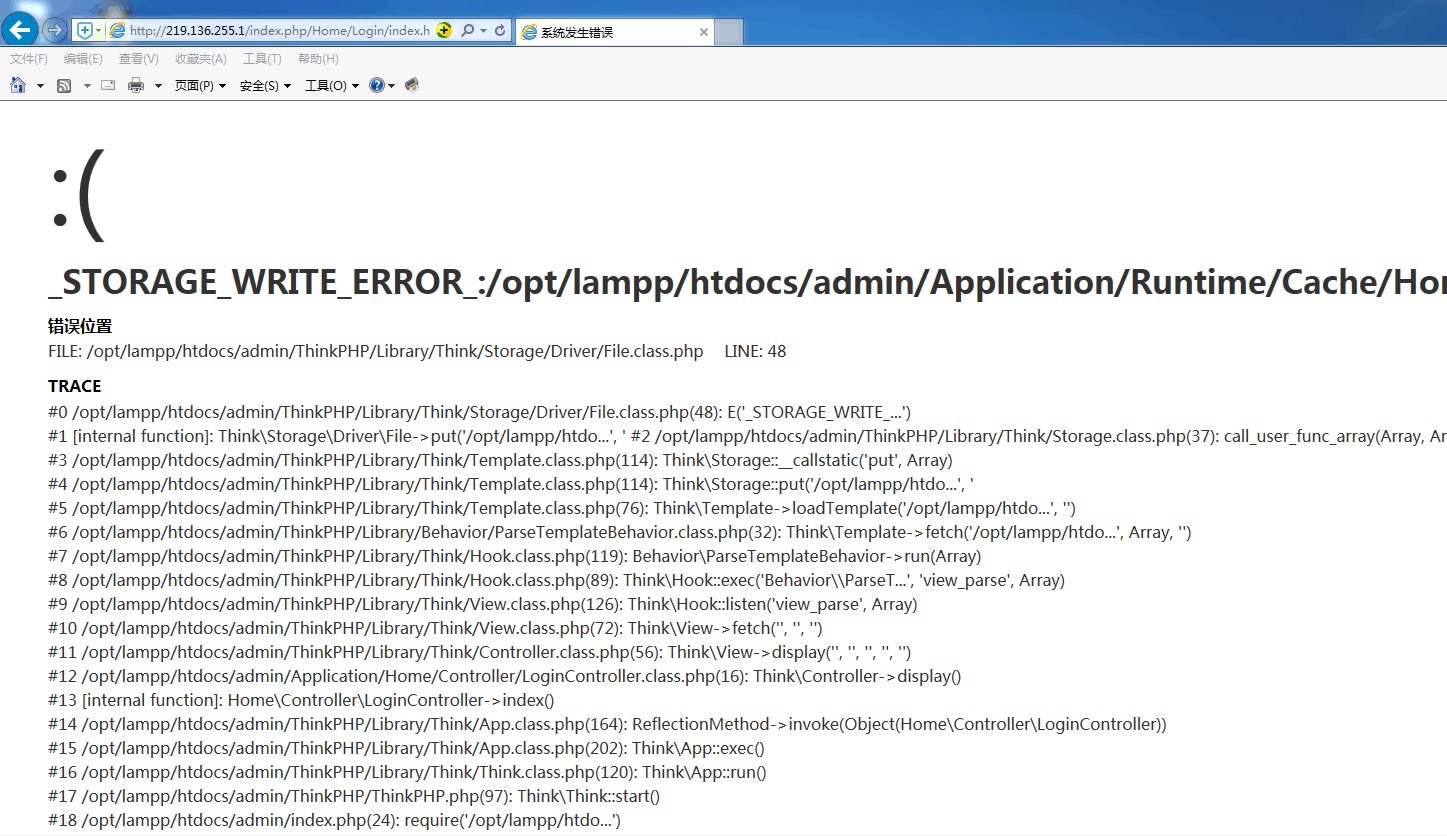 http://219.136.255.1/index.php/Home/Login/index.h
系统发生错误
文件(F) 编辑(E) 查看(V) 收藏夹(A) 工具(T) 帮助(H)
页面(P) 安全(S) 工具(O)
:(
_STORAGE_WRITE_ERROR_:/opt/lampp/htdocs/admin/Application/Runtime/Cache/Hor
错误位置
FILE: /opt/lampp/htdocs/admin/ThinkPHP/Library/Think/Storage/Driver/File.class.php LINE: 48
TRACE
#0 /opt/lampp/htdocs/admin/ThinkPHP/Library/Think/Storage/Driver/File.class.php(48): E('_STORAGE_WRITE_...')
#1 [internal function]: Think\Storage\Driver\File->put('/opt/lampp/htdo...', ' #2 /opt/lampp/htdocs/admin/ThinkPHP/Library/Think/Storage.class.php(37): call_user_func_array(Array, Ar
#3 /opt/lampp/htdocs/admin/ThinkPHP/Library/Think/Template.class.php(114): Think\Storage::__callstatic('put', Array)
#4 /opt/lampp/htdocs/admin/ThinkPHP/Library/Think/Template.class.php(114): Think\Storage::put('/opt/lampp/htdo...', '
#5 /opt/lampp/htdocs/admin/ThinkPHP/Library/Think/Template.class.php(76): Think\Template->loadTemplate('/opt/lampp/htdo...', '')
#6 /opt/lampp/htdocs/admin/ThinkPHP/Library/Behavior/ParseTemplateBehavior.class.php(32): Think\Template->fetch('/opt/lampp/htdo...', Array, '')
#7 /opt/lampp/htdocs/admin/ThinkPHP/Library/Think/Hook.class.php(119): Behavior\ParseTemplateBehavior->run(Array)
#8 /opt/lampp/htdocs/admin/ThinkPHP/Library/Think/Hook.class.php(89): Think\Hook::exec('Behavior\\ParseT...', 'view_parse', Array)
#9 /opt/lampp/htdocs/admin/ThinkPHP/Library/Think/View.class.php(126): Think\Hook::listen('view_parse', Array)
#10 /opt/lampp/htdocs/admin/ThinkPHP/Library/Think/View.class.php(72): Think\View->fetch('', '', '')
#11 /opt/lampp/htdocs/admin/ThinkPHP/Library/Think/Controller.class.php(56): Think\View->display('', '', '', '', '')
#12 /opt/lampp/htdocs/admin/Application/Home/Controller/LoginController.class.php(16): Think\Controller->display()
#13 [internal function]: Home\Controller\LoginController->index()
#14 /opt/lampp/htdocs/admin/ThinkPHP/Library/Think/App.class.php(164): ReflectionMethod->invoke(Object(Home\Controller\LoginController))
#15 /opt/lampp/htdocs/admin/ThinkPHP/Library/Think/App.class.php(202): Think\App::exec()
#16 /opt/lampp/htdocs/admin/ThinkPHP/Library/Think/Think.class.php(120): Think\App::run()
#17 /opt/lampp/htdocs/admin/ThinkPHP/ThinkPHP.php(97): Think\Think::start()
#18 /opt/lampp/htdocs/admin/index.php(24): require('/opt/lampp/htdo...')